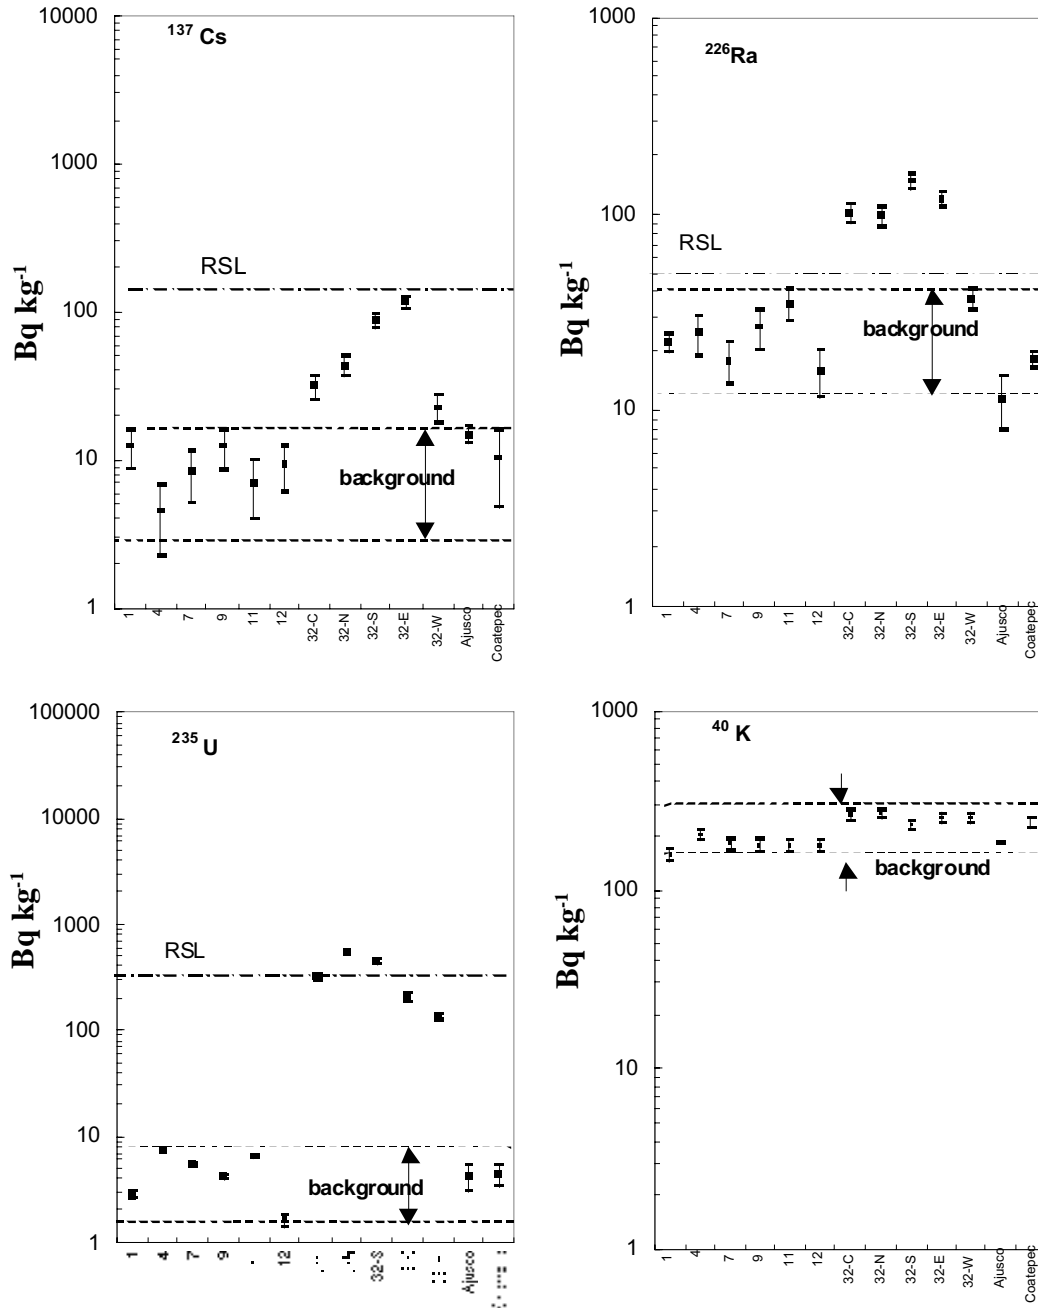 137 Cs
Bq kg-1
10000
1000
100
10
1
RSL
background
1
4
7
9
11
12
32-C
32-N
32-S
32-E
32-W
Ajusco
Coatepec
226Ra
Bq kg-1
1000
100
10
1
RSL
background
1
4
7
9
11
12
32-C
32-N
32-S
32-E
32-W
Ajusco
Coatepec
235 U
Bq kg-1
100000
10000
1000
100
10
1
RSL
background
1
4
7
9
12
32-S
Ajusco
40 K
Bq kg-1
1000
100
10
1
background
1
4
7
9
11
12
32-C
32-N
32-S
32-E
32-W
Ajusco
Coatepec